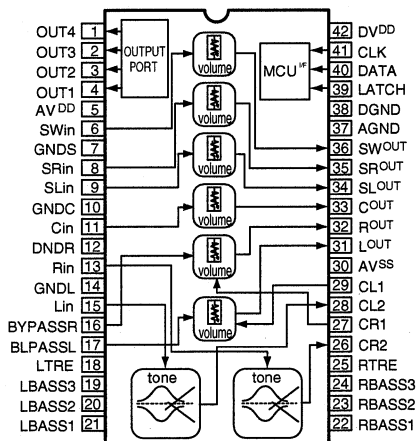 OUT4 1
OUT3 2
OUT2 3
OUT1 4
AVDD 5
SWin 6
GNDS 7
SRin 8
SLin 9
GNDC 10
Cin 11
DNDR 12
Rin 13
GNDL 14
Lin 15
BYPASSR 16
BLPASSL 17
LTRE 18
LBASS3 19
LBASS2 20
LBASS1 21
OUTPUT
PORT
volume
volume
volume
volume
volume
volume
tone
tone
MCU I/F
42 DVDD
41 CLK
40 DATA
39 LATCH
38 DGND
37 AGND
36 SWOUT
35 SROUT
34 SLOUT
33 COUT
32 ROUT
31 LOUT
30 AVSS
29 CL1
28 CL2
27 CR1
26 CR2
25 RTRE
24 RBASS3
23 RBASS2
22 RBASS1